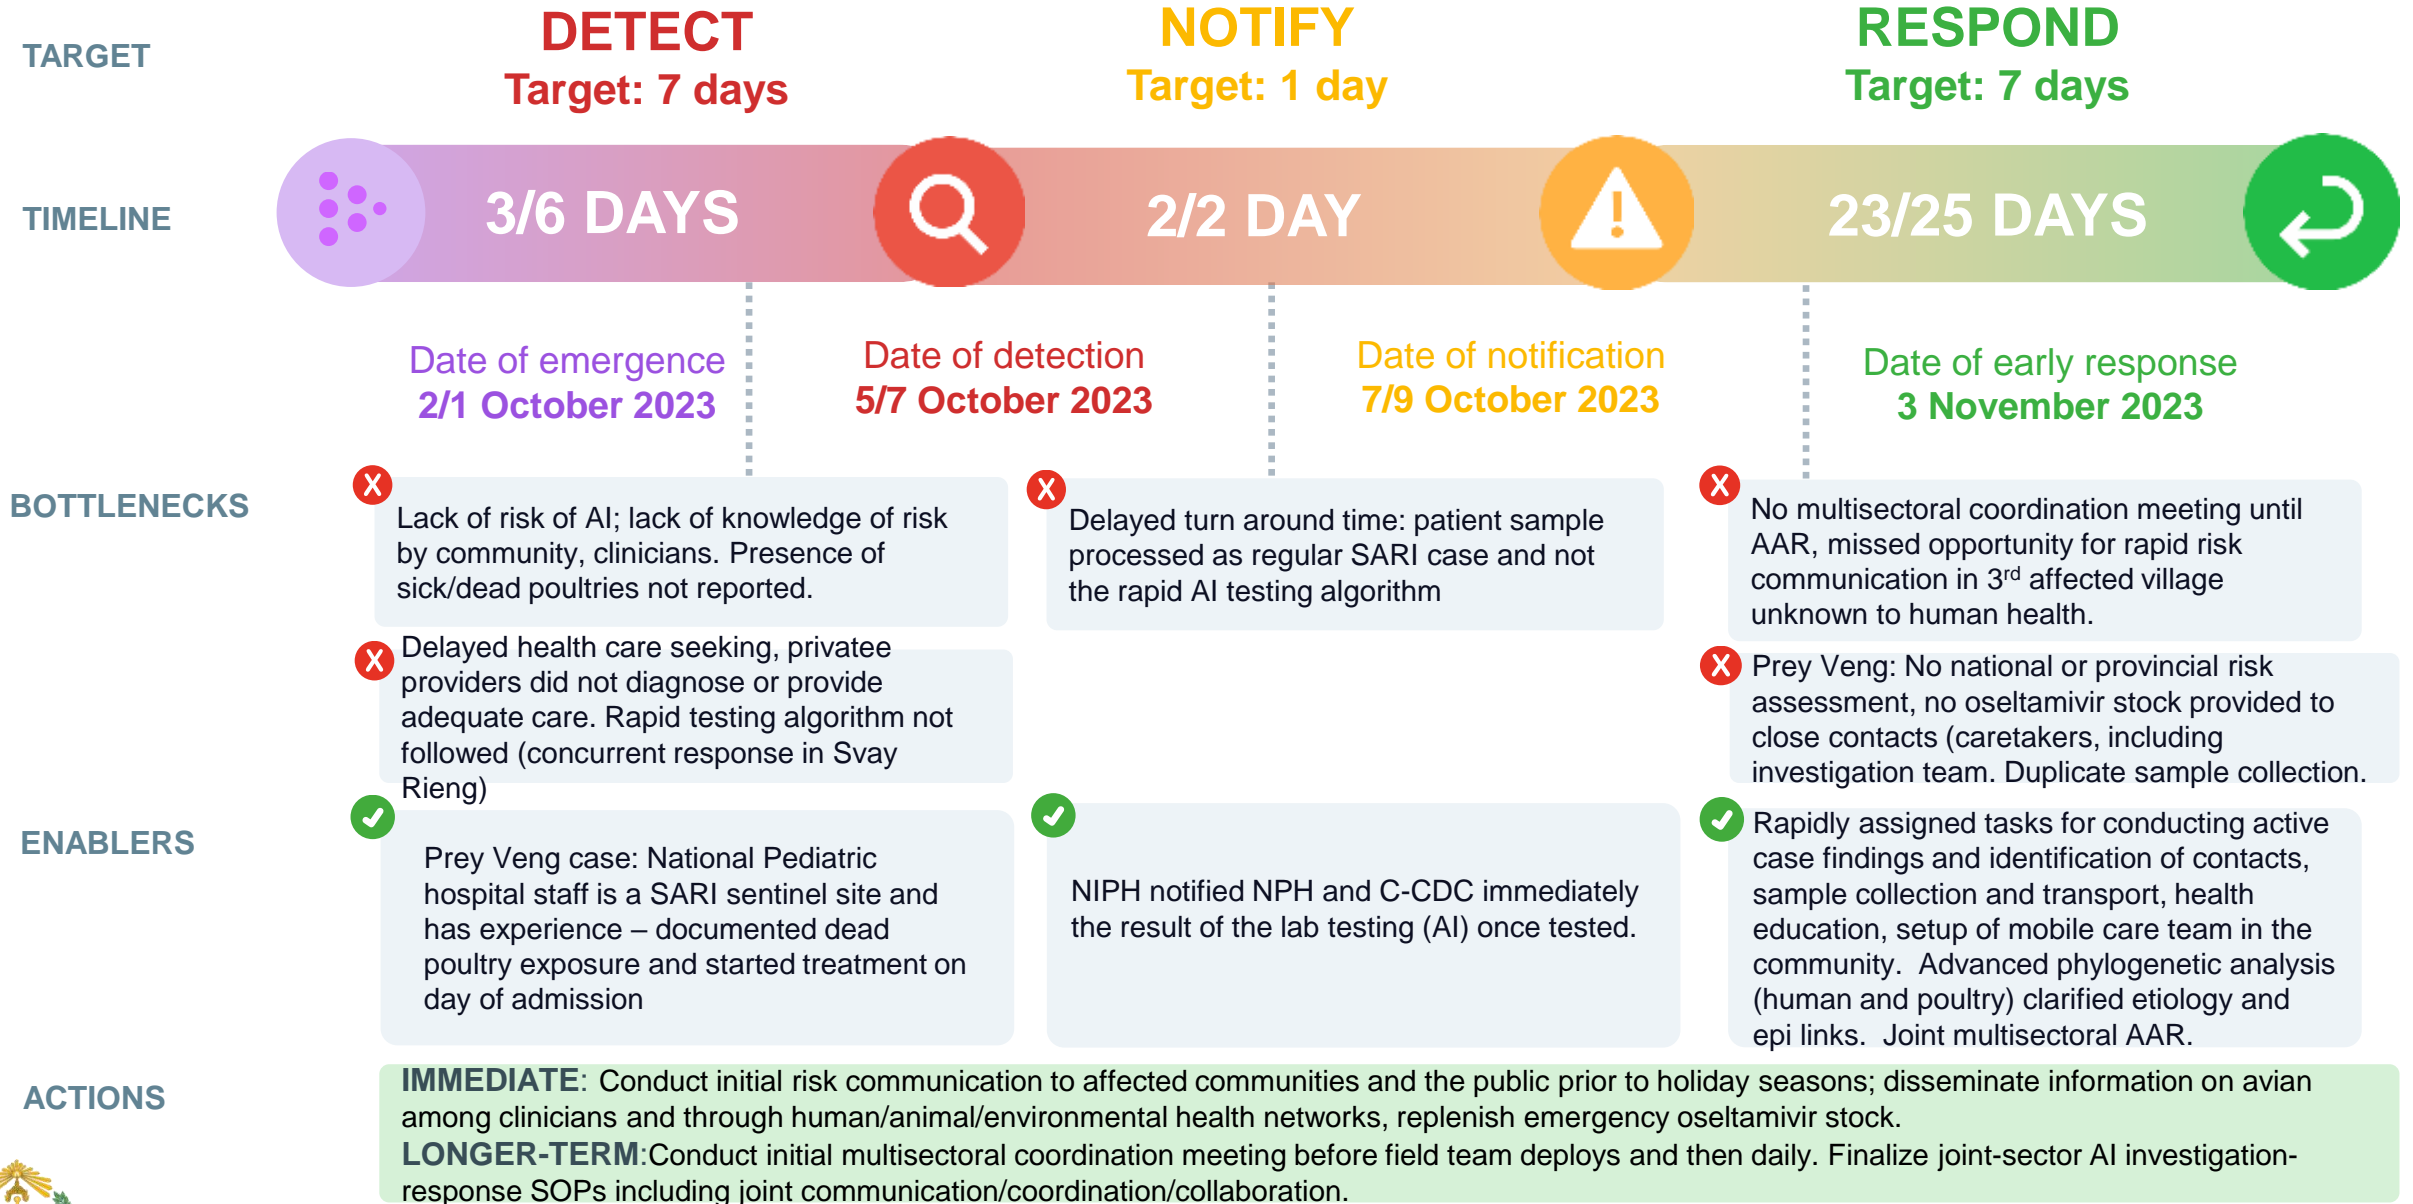 TARGET
DETECT
Target: 7 days
NOTIFY
Target: 1 day
RESPOND
Target: 7 days
TIMELINE
3/6 DAYS
2/2 DAY
23/25 DAYS
Date of emergence
2/1 October 2023
Date of detection
5/7 October 2023
Date of notification
7/9 October 2023
Date of early response
3 November 2023
BOTTLENECKS
X
Lack of risk of AI; lack of knowledge of risk
by community, clinicians. Presence of
sick/dead poultries not reported.
X
Delayed turn around time: patient sample
processed as regular SARI case and not
the rapid AI testing algorithm
X
No multisectoral coordination meeting until
AAR, missed opportunity for rapid risk
communication in 3rd affected village
unknown to human health.
X
Delayed health care seeking, privatee
providers did not diagnose or provide
adequate care. Rapid testing algorithm not
followed (concurrent response in Svay
Rieng)
X
Prey Veng: No national or provincial risk
assessment, no oseltamivir stock provided to
close contacts (caretakers, including
investigation team. Duplicate sample collection.
ENABLERS
Prey Veng case: National Pediatric
hospital staff is a SARI sentinel site and
has experience – documented dead
poultry exposure and started treatment on
day of admission
NIPH notified NPH and C-CDC immediately
the result of the lab testing (AI) once tested.
Rapidly assigned tasks for conducting active
case findings and identification of contacts,
sample collection and transport, health
education, setup of mobile care team in the
community.  Advanced phylogenetic analysis
(human and poultry) clarified etiology and
epi links.  Joint multisectoral AAR.
ACTIONS
IMMEDIATE: Conduct initial risk communication to affected communities and the public prior to holiday seasons; disseminate information on avian
among clinicians and through human/animal/environmental health networks, replenish emergency oseltamivir stock.
LONGER-TERM:Conduct initial multisectoral coordination meeting before field team deploys and then daily. Finalize joint-sector AI investigation-
response SOPs including joint communication/coordination/collaboration.